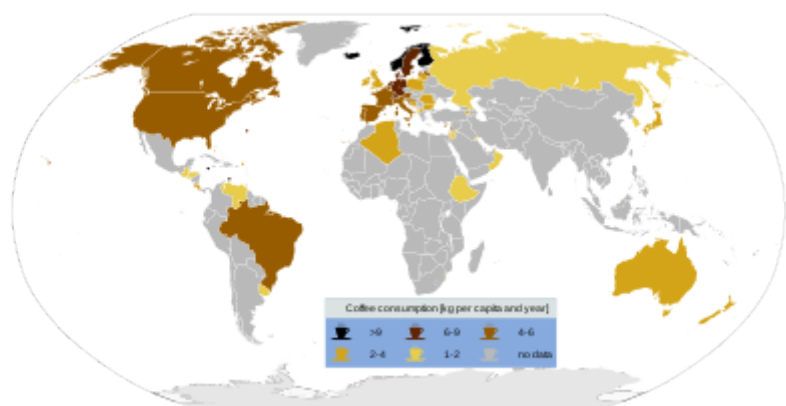 Coffee consumption [kg per capita and year]
>9 6-9 4-6
2-4 1-2 no data